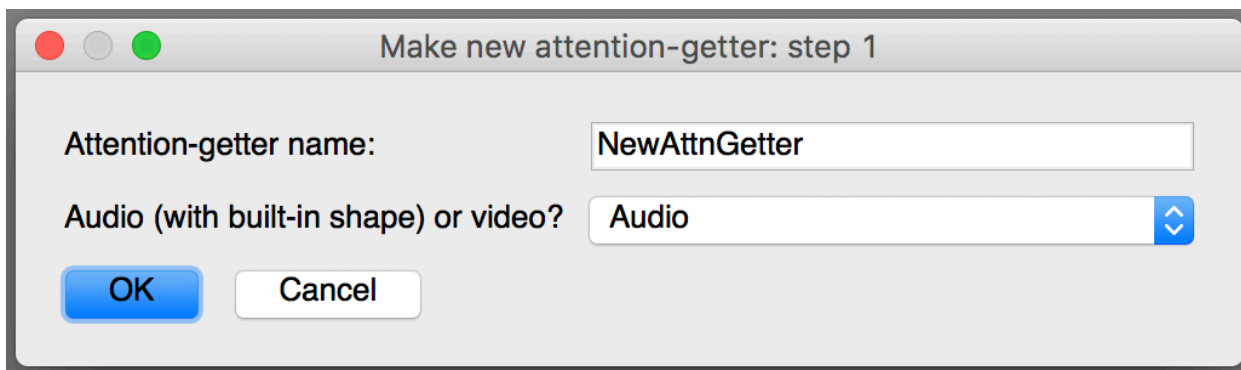 Make new attention-getter: step 1
Attention-getter name: NewAttnGetter
Audio (with built-in shape) or video? Audio
OK Cancel